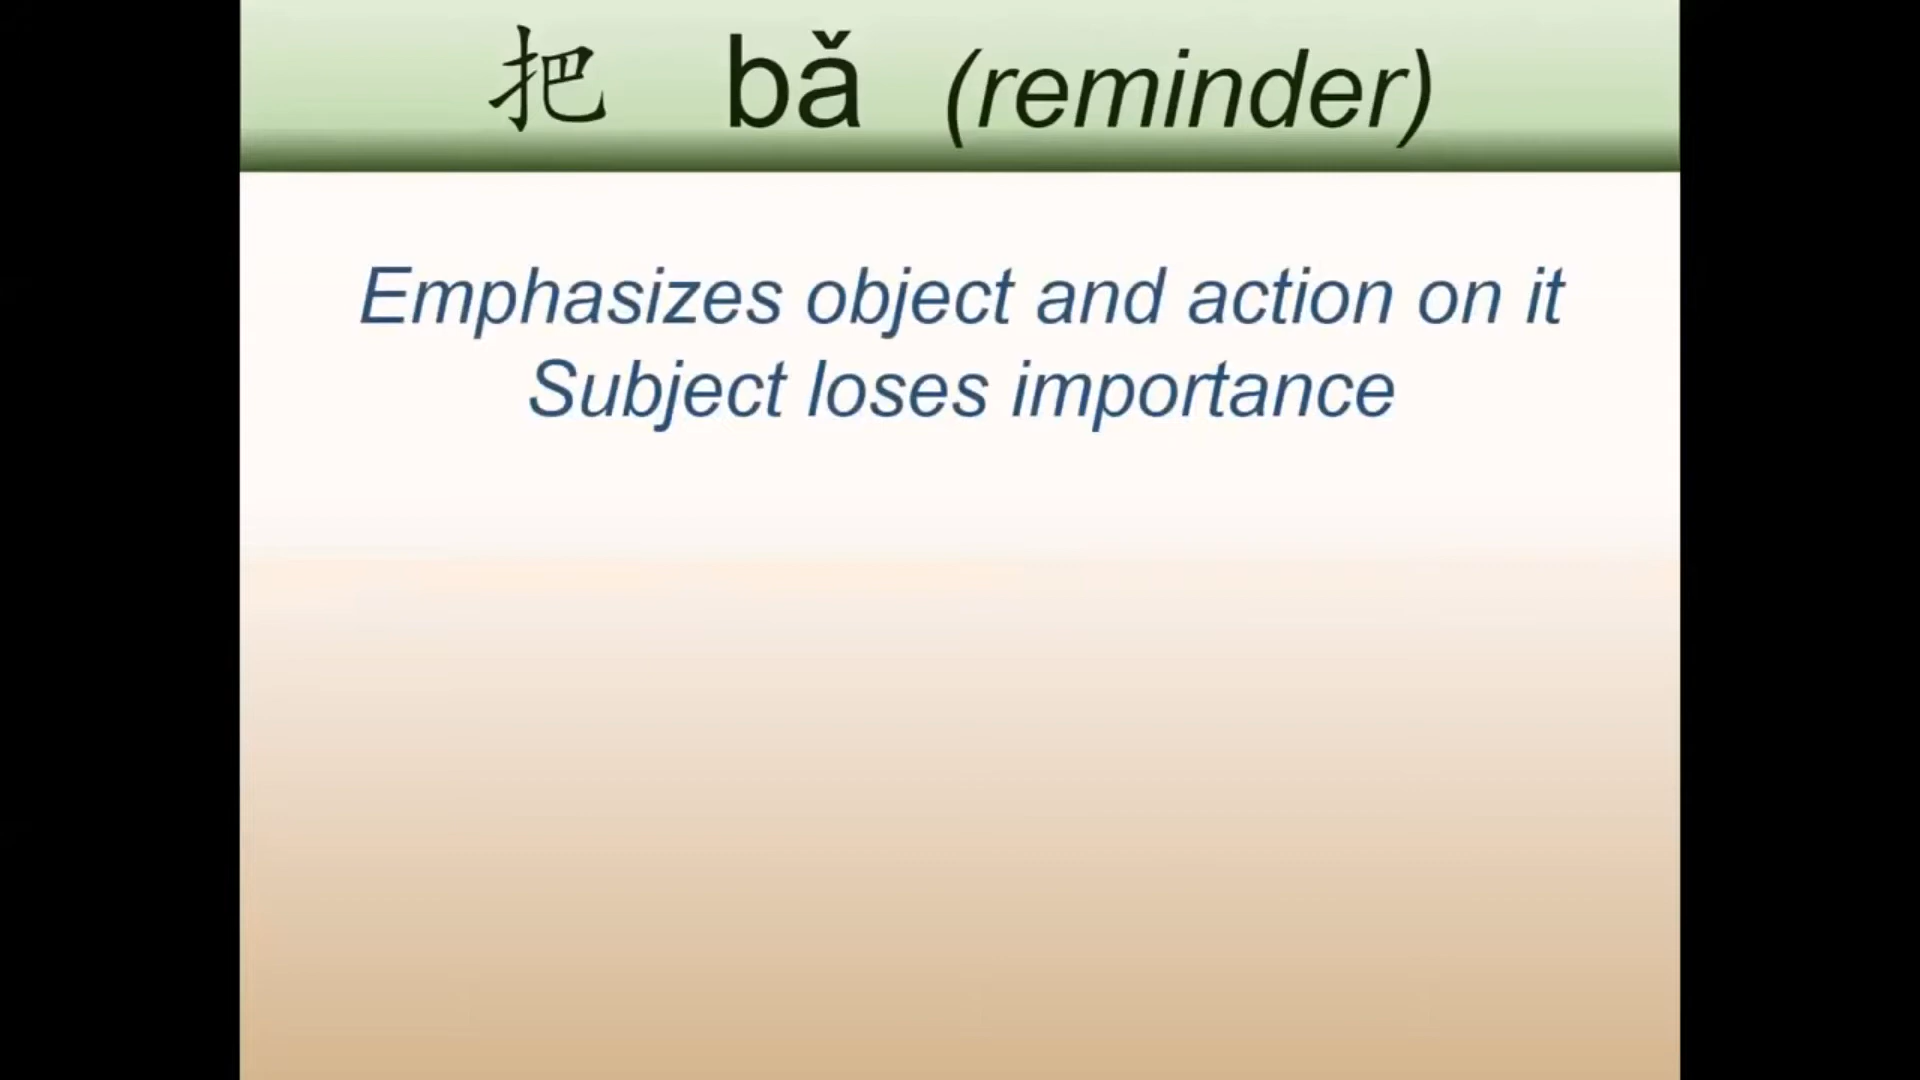 把 bǎ (reminder)
Emphasizes object and action on it
Subject loses importance